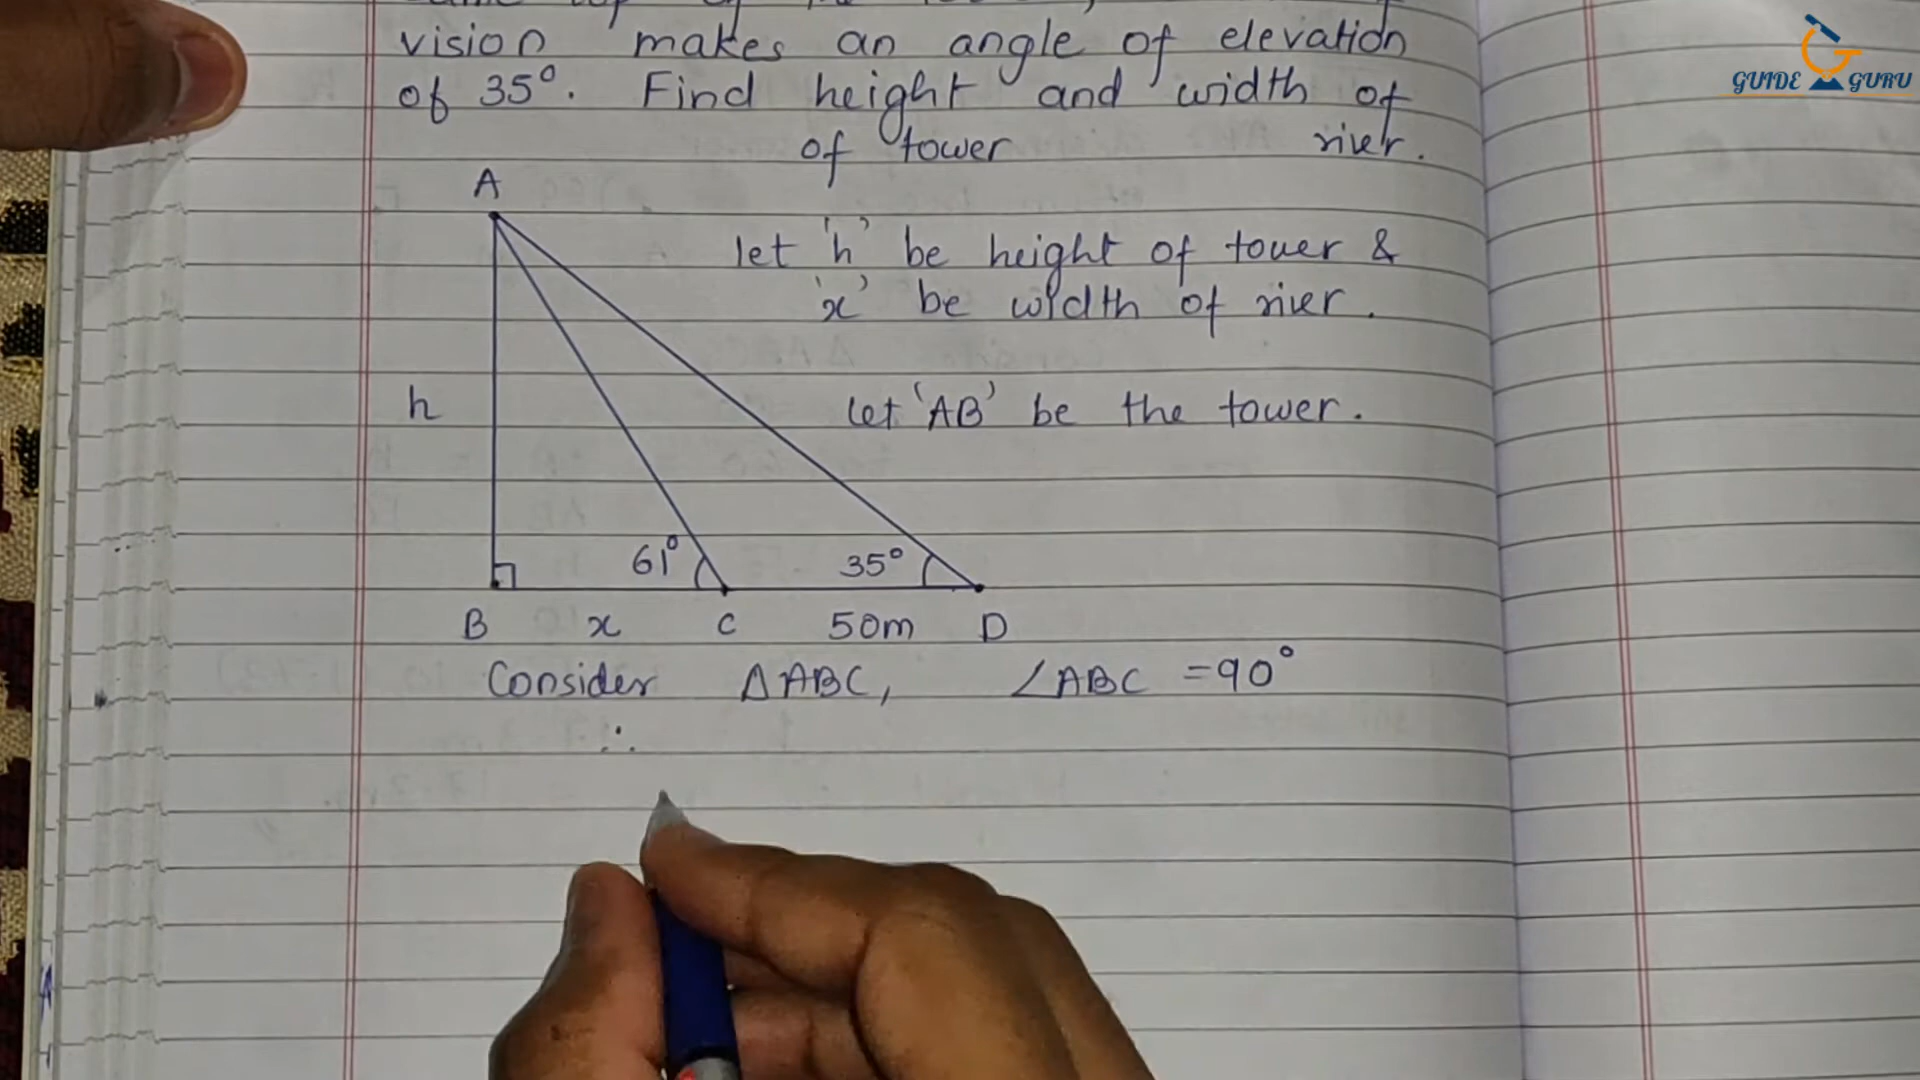 vision makes an angle of elevation
of 35°. Find height and width of
of tower river.
A
let 'h' be height of tower &
'x' be width of river.
h
let 'AB' be the tower.
61° 35°
B x C 50m D
Consider ΔABC, ∠ABC = 90°
∴
GUIDE GURU